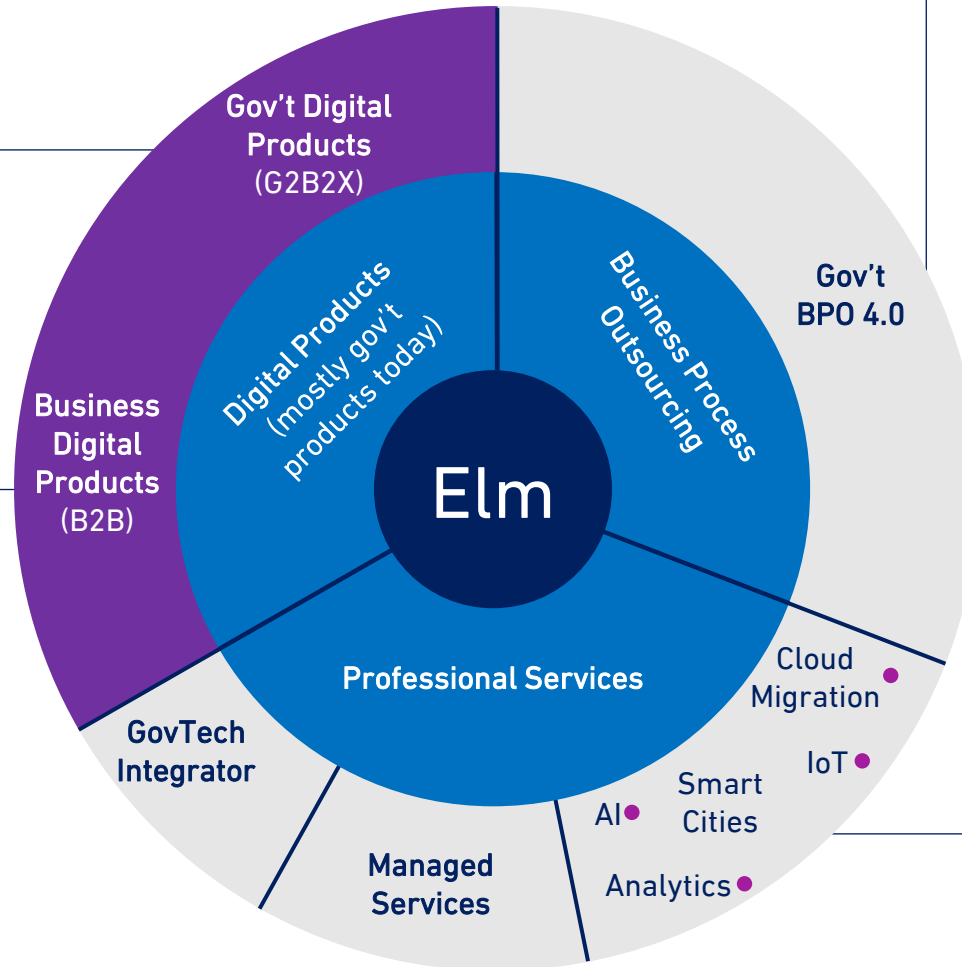 Gov't Digital
Products
(G2B2X)
Business
Digital
Products
(B2B)
Digital Products
(mostly gov't
products today)
Business Process
Outsourcing
Gov't
BPO 4.0
Elm
Professional Services
GovTech
Integrator
Managed
Services
Cloud
Migration
IoT
Smart
Cities
AI
Analytics